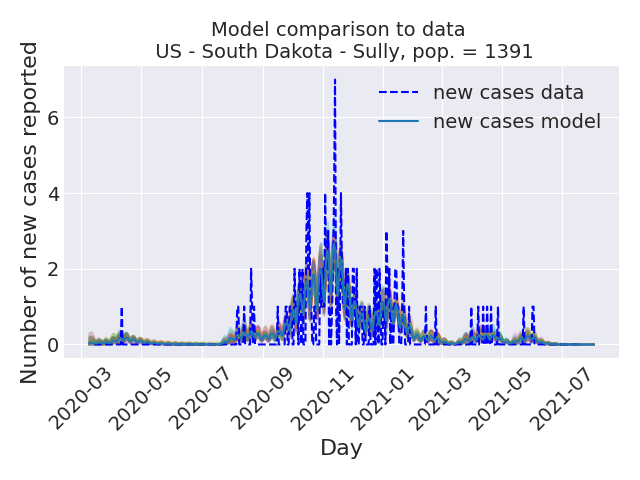 Model comparison to data
US - South Dakota - Sully, pop. = 1391
Number of new cases reported
6
4
2
0
new cases data
new cases model
2020-03
2020-05
2020-07
2020-09
2020-11
2021-01
2021-03
2021-05
2021-07
Day